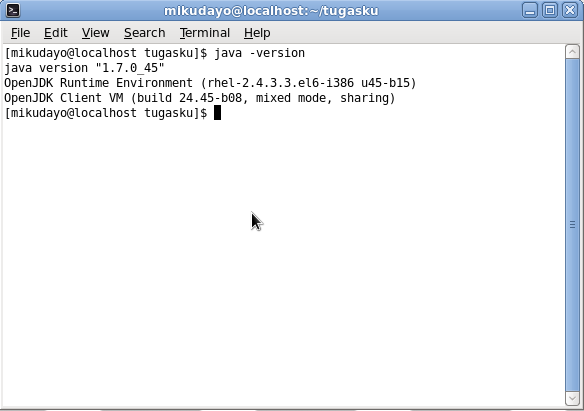 mikudayo@localhost:~/tugasku
File Edit View Search Terminal Help
[mikudayo@localhost tugasku]$ java -version
java version "1.7.0_45"
OpenJDK Runtime Environment (rhel-2.4.3.3.el6-i386 u45-b15)
OpenJDK Client VM (build 24.45-b08, mixed mode, sharing)
[mikudayo@localhost tugasku]$